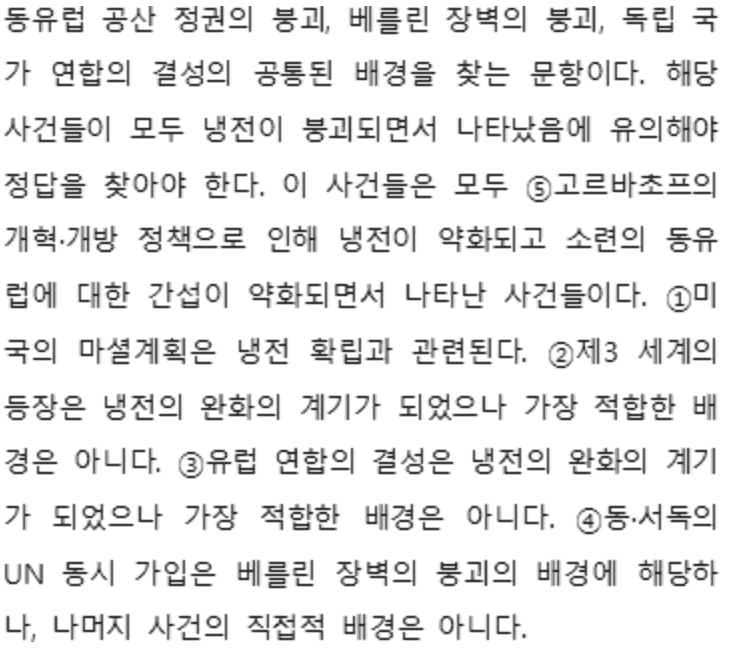 동유럽 공산 정권의 붕괴, 베를린 장벽의 붕괴, 독립 국
가 연합의 결성의 공통된 배경을 찾는 문항이다. 해당
사건들이 모두 냉전이 붕괴되면서 나타났음에 유의해야
정답을 찾아야 한다. 이 사건들은 모두 ⑤고르바초프의
개혁·개방 정책으로 인해 냉전이 약화되고 소련의 동유
럽에 대한 간섭이 약화되면서 나타난 사건들이다. ①미
국의 마셜계획은 냉전 확립과 관련된다. ②제3 세계의
등장은 냉전의 완화의 계기가 되었으나 가장 적합한 배
경은 아니다. ③유럽 연합의 결성은 냉전의 완화의 계기
가 되었으나 가장 적합한 배경은 아니다. ④동·서독의
UN 동시 가입은 베를린 장벽의 붕괴의 배경에 해당하
나, 나머지 사건의 직접적 배경은 아니다.